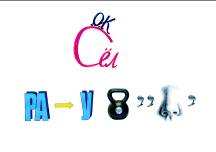 ОК
Сёл
РА → У ,, ,, ,